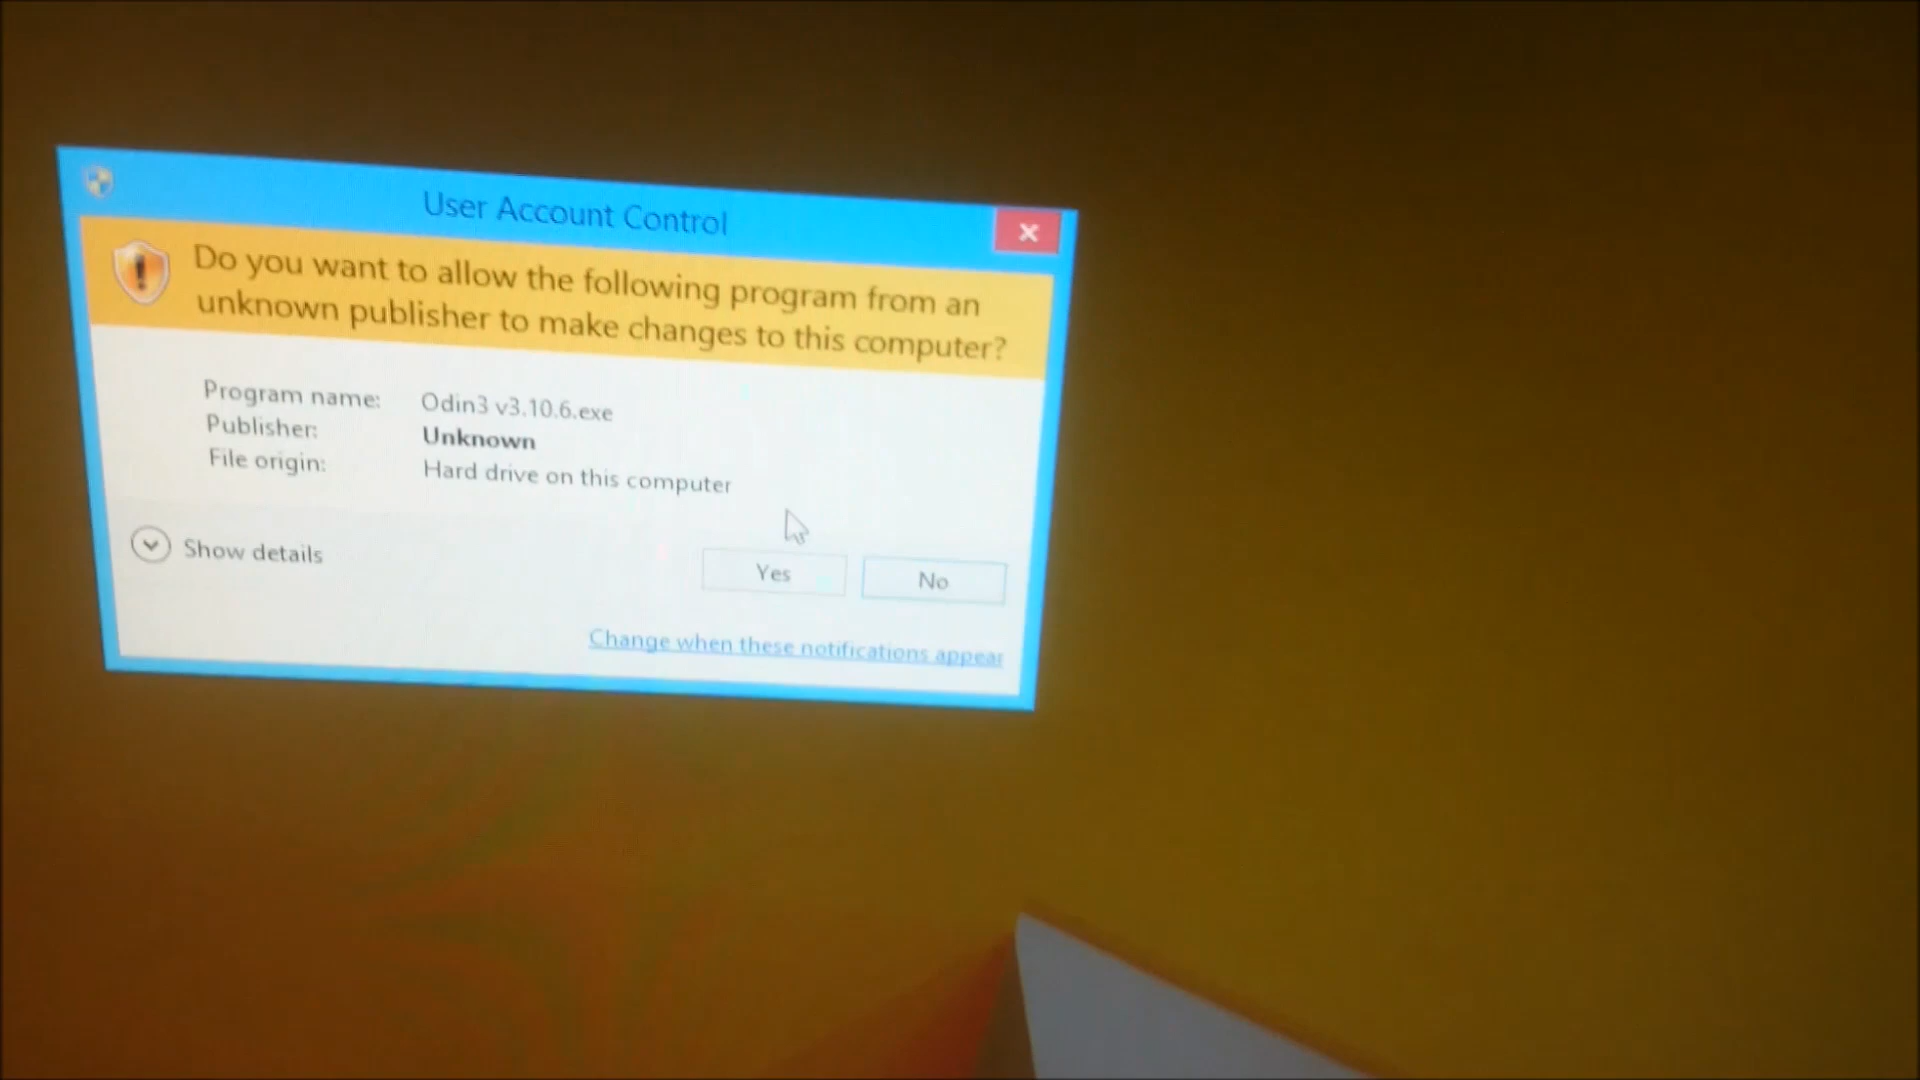 User Account Control
Do you want to allow the following program from an
unknown publisher to make changes to this computer?
Program name: Odin3 v3.10.6.exe
Publisher: Unknown
File origin: Hard drive on this computer
Show details
Yes No
Change when these notifications appear